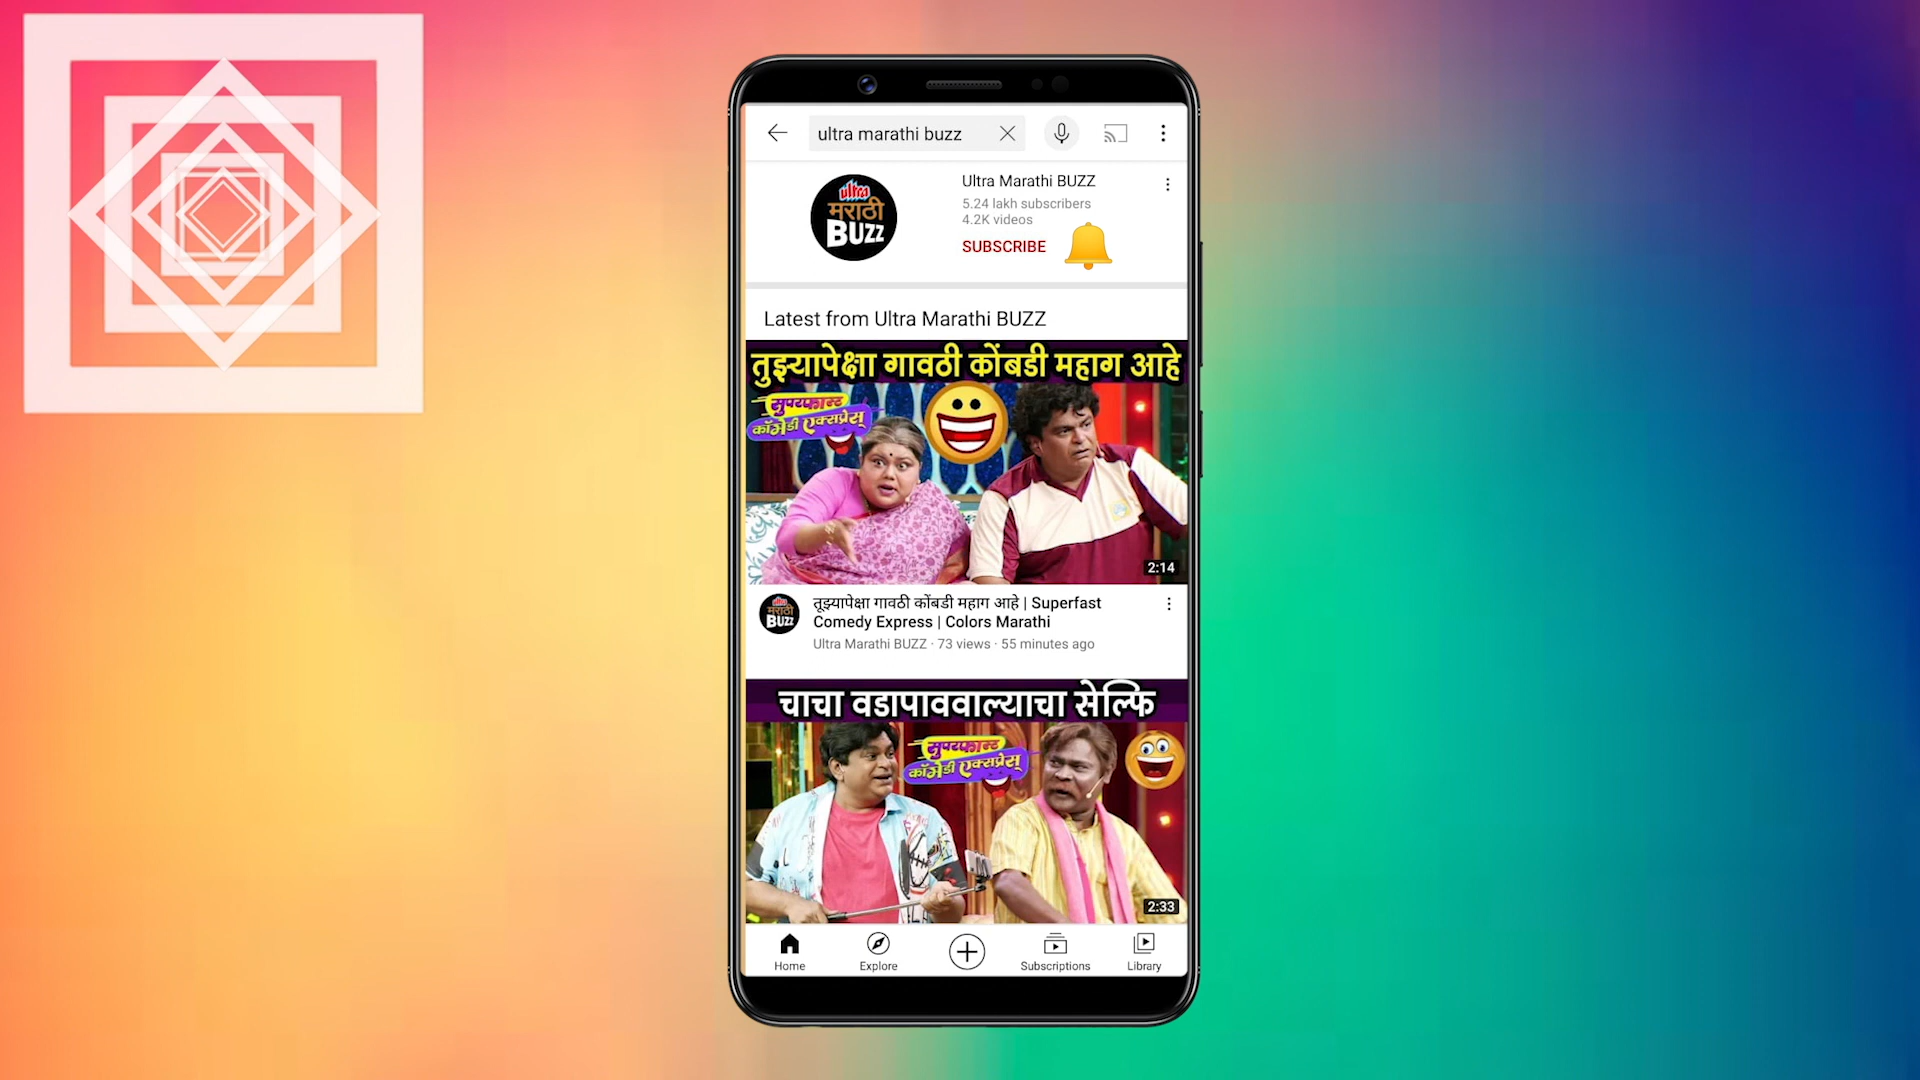 ultra marathi buzz
Ultra Marathi BUZZ
5.24 lakh subscribers
4.2K videos
SUBSCRIBE
ultra
मराठी
BUZZ
Latest from Ultra Marathi BUZZ
तुझ्यापेक्षा गावठी कोंबडी महाग आहे
सुपरफास्ट
कॉमेडी एक्सप्रेस्
2:14
ultra
मराठी
BUZZ
तूझ्यापेक्षा गावठी कोंबडी महाग आहे | Superfast
Comedy Express | Colors Marathi
Ultra Marathi BUZZ · 73 views · 55 minutes ago
चाचा वडापाववाल्याचा सेल्फि
सुपरफास्ट
कॉमेडी एक्सप्रेस्
2:33
Home
Explore
Subscriptions
Library